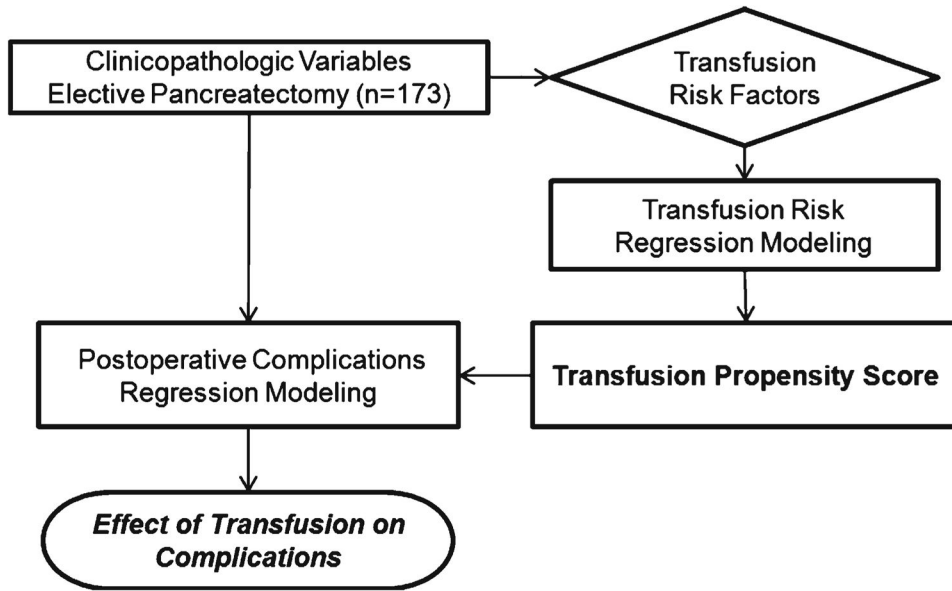 Clinicopathologic Variables
Elective Pancreatectomy (n=173)
Transfusion
Risk Factors
Transfusion Risk
Regression Modeling
Transfusion Propensity Score
Postoperative Complications
Regression Modeling
Effect of Transfusion on
Complications